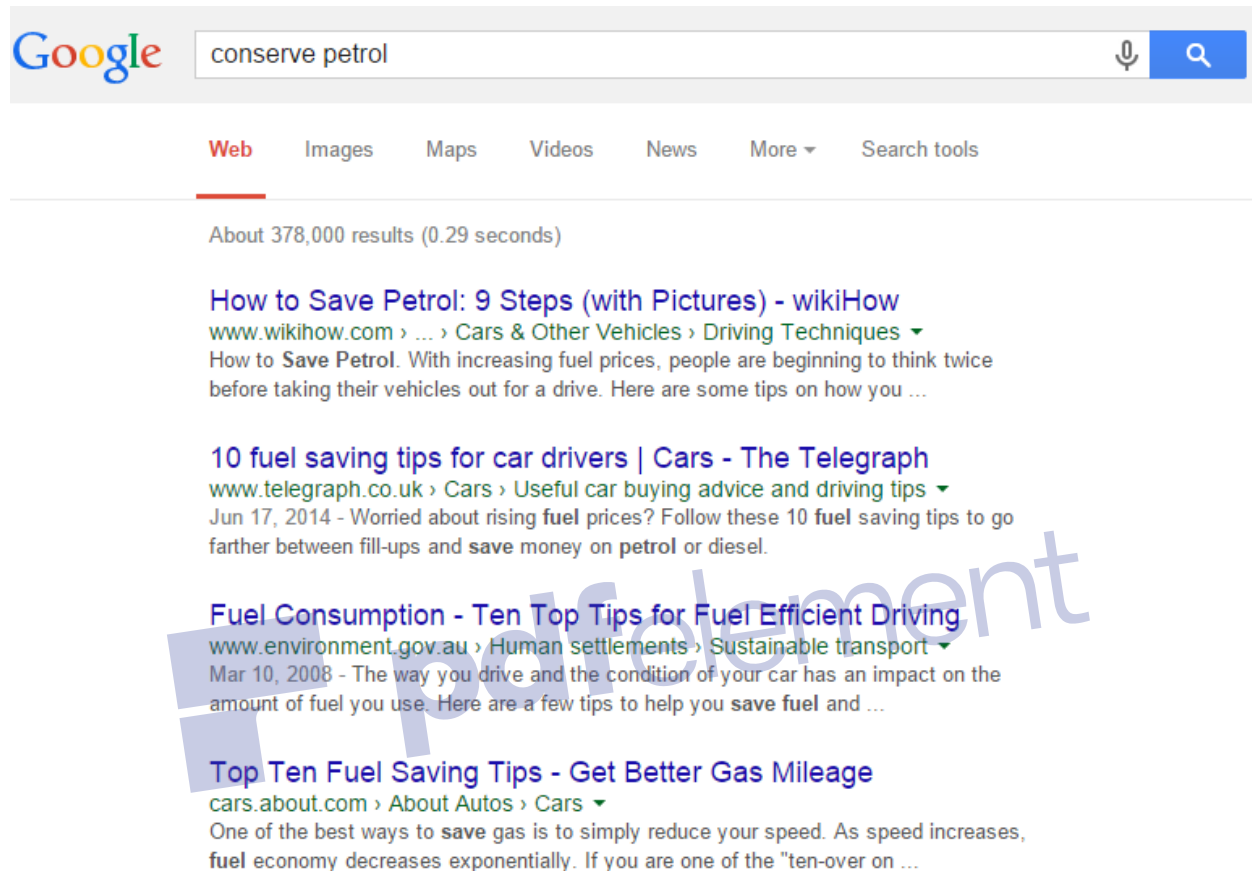 Google
conserve petrol
Web Images Maps Videos News More Search tools
About 378,000 results (0.29 seconds)
How to Save Petrol: 9 Steps (with Pictures) - wikiHow
www.wikihow.com › ... › Cars & Other Vehicles › Driving Techniques
How to Save Petrol. With increasing fuel prices, people are beginning to think twice
before taking their vehicles out for a drive. Here are some tips on how you ...
10 fuel saving tips for car drivers | Cars - The Telegraph
www.telegraph.co.uk › Cars › Useful car buying advice and driving tips
Jun 17, 2014 - Worried about rising fuel prices? Follow these 10 fuel saving tips to go
farther between fill-ups and save money on petrol or diesel.
Fuel Consumption - Ten Top Tips for Fuel Efficient Driving
www.environment.gov.au › Human settlements › Sustainable transport
Mar 10, 2008 - The way you drive and the condition of your car has an impact on the
amount of fuel you use. Here are a few tips to help you save fuel and ...
pdfelement
Top Ten Fuel Saving Tips - Get Better Gas Mileage
cars.about.com › About Autos › Cars
One of the best ways to save gas is to simply reduce your speed. As speed increases,
fuel economy decreases exponentially. If you are one of the "ten-over on ...